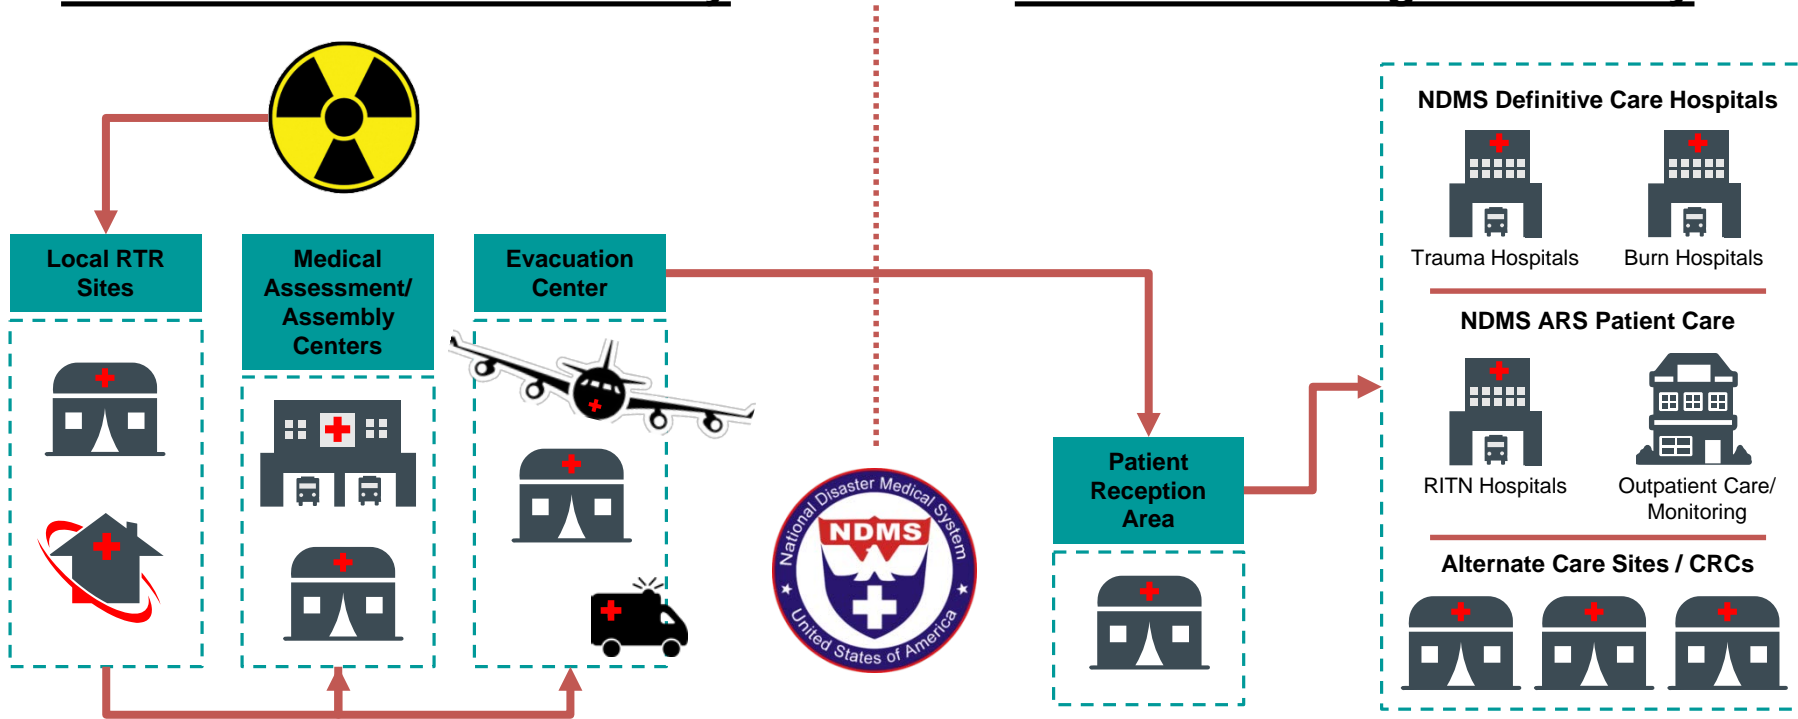 Local RTR
Sites
Medical
Assessment/
Assembly
Centers
Evacuation
Center
National Disaster Medical System
NDMS
United States of America
Patient
Reception
Area
NDMS Definitive Care Hospitals
Trauma Hospitals
Burn Hospitals
NDMS ARS Patient Care
RITN Hospitals
Outpatient Care/
Monitoring
Alternate Care Sites / CRCs